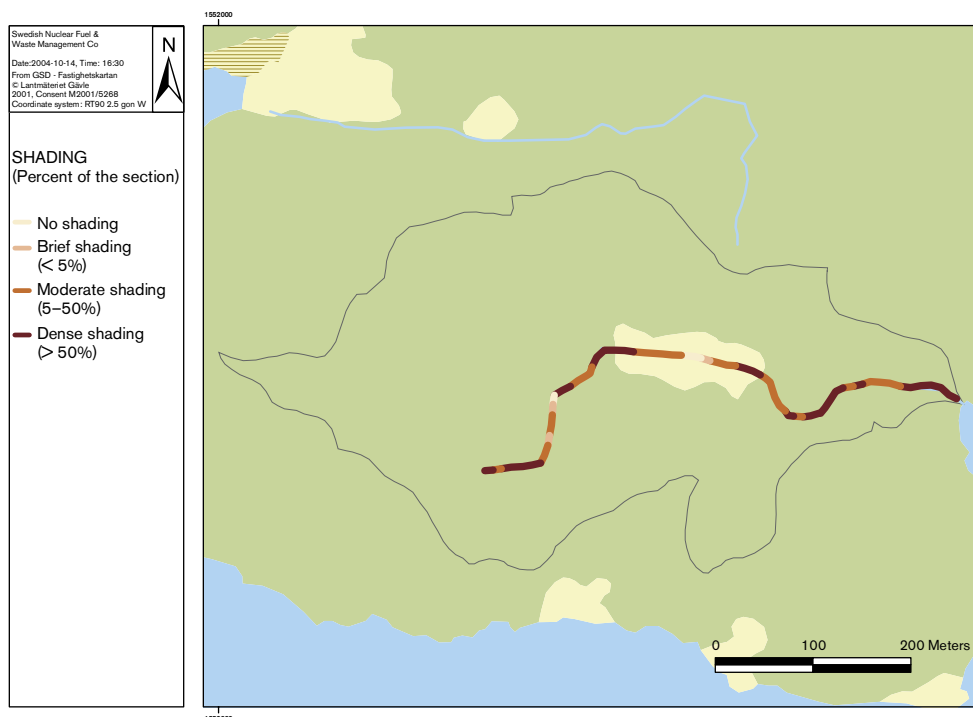 1552000
Swedish Nuclear Fuel &
Waste Management Co
Date:2004-10-14, Time: 16:30
From GSD - Fastighetskartan
© Lantmäteriet Gävle
2001, Consent M2001/5268
Coordinate system: RT90 2.5 gon W
N
SHADING
(Percent of the section)
No shading
Brief shading
(< 5%)
Moderate shading
(5–50%)
Dense shading
(> 50%)
0 100 200 Meters